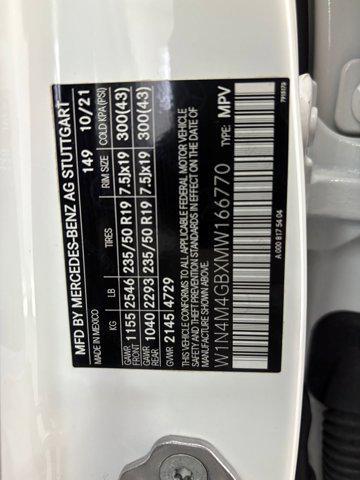 MFD BY MERCEDES-BENZ AG STUTTGART
MADE IN MEXICO 149 10/21
KG LB TIRES RIM SIZE COLD KPA/(PSI)
GAWR FRONT 1155 2546 235/50 R19 7.5Jx19 300(43)
GAWR REAR 1040 2293 235/50 R19 7.5Jx19 300(43)
GVWR 2145 4729
THIS VEHICLE CONFORMS TO ALL APPLICABLE FEDERAL MOTOR VEHICLE
SAFETY AND THEFT PREVENTION STANDARDS IN EFFECT ON THE DATE OF
MANUFACTURE SHOWN ABOVE.
W1N4M4GBXMW166770 TYPE: MPV
A 000 817 54 04